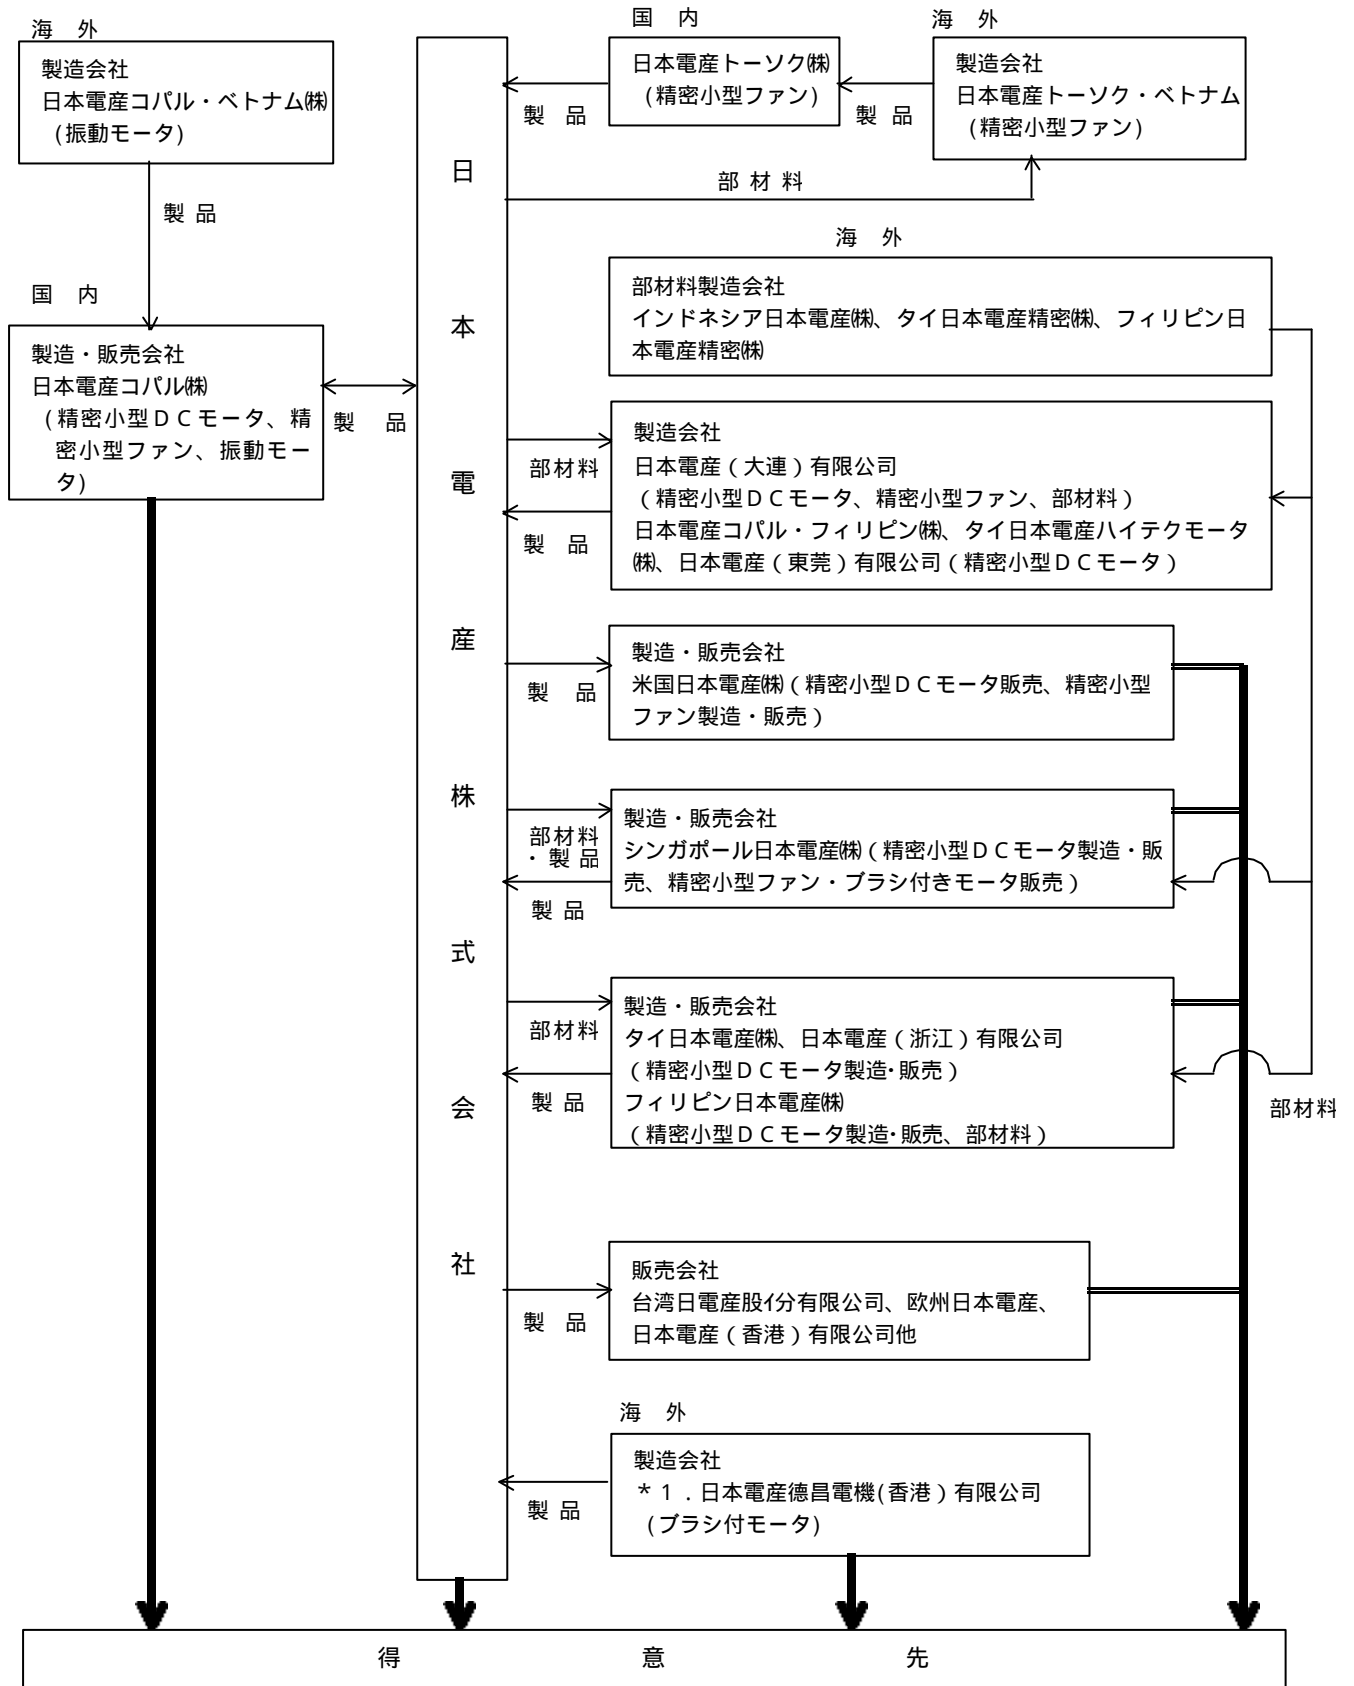 海 外
製造会社
日本電産コパル・ベトナム㈱
(振動モータ)
製 品
国 内
製造・販売会社
日本電産コパル㈱
(精密小型ＤＣモータ、精
密小型ファン、振動モー
タ)
製 品
日
本
電
産
株
式
会
社
国 内
日本電産トーソク㈱
(精密小型ファン)
製 品
海 外
製造会社
日本電産トーソク・ベトナム
(精密小型ファン)
製 品
部 材 料
海 外
部材料製造会社
インドネシア日本電産㈱、タイ日本電産精密㈱、フィリピン日
本電産精密㈱
製造会社
日本電産（大連）有限公司
（精密小型ＤＣモータ、精密小型ファン、部材料）
日本電産コパル・フィリピン㈱、タイ日本電産ハイテクモータ
㈱、日本電産（東莞）有限公司（精密小型ＤＣモータ）
部材料
製 品
製造・販売会社
米国日本電産㈱（精密小型ＤＣモータ販売、精密小型
ファン製造・販売）
製 品
製造・販売会社
シンガポール日本電産㈱（精密小型ＤＣモータ製造・販
売、精密小型ファン・ブラシ付きモータ販売）
部材料
・製品
製 品
製造・販売会社
タイ日本電産㈱、日本電産（浙江）有限公司
（精密小型ＤＣモータ製造・販売）
フィリピン日本電産㈱
（精密小型ＤＣモータ製造・販売、部材料）
部材料
製 品
部材料
販売会社
台湾日電産股イ分有限公司、欧州日本電産、
日本電産（香港）有限公司他
製 品
海 外
製造会社
＊１．日本電産德昌電機(香港）有限公司
(ブラシ付モータ)
製 品
得 意 先